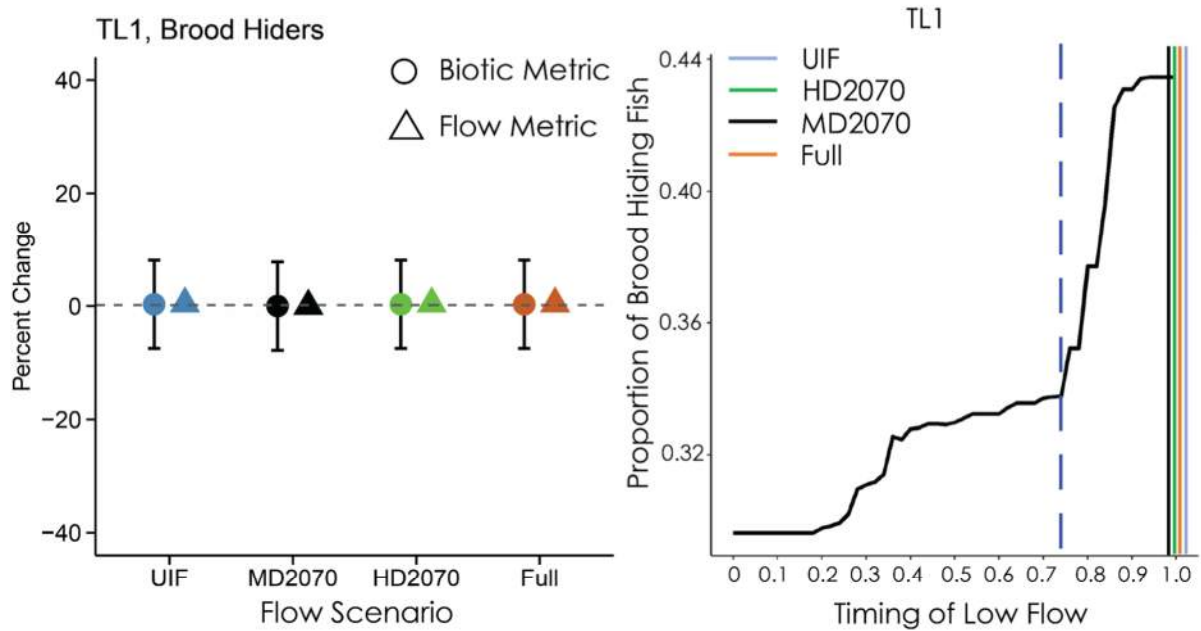 TL1, Brood Hiders
Biotic Metric
Flow Metric
Percent Change
40
20
0
−20
−40
UIF MD2070 HD2070 Full
Flow Scenario
TL1
UIF
HD2070
MD2070
Full
Proportion of Brood Hiding Fish
0.44
0.40
0.36
0.32
0 0.1 0.2 0.3 0.4 0.5 0.6 0.7 0.8 0.9 1.0
Timing of Low Flow